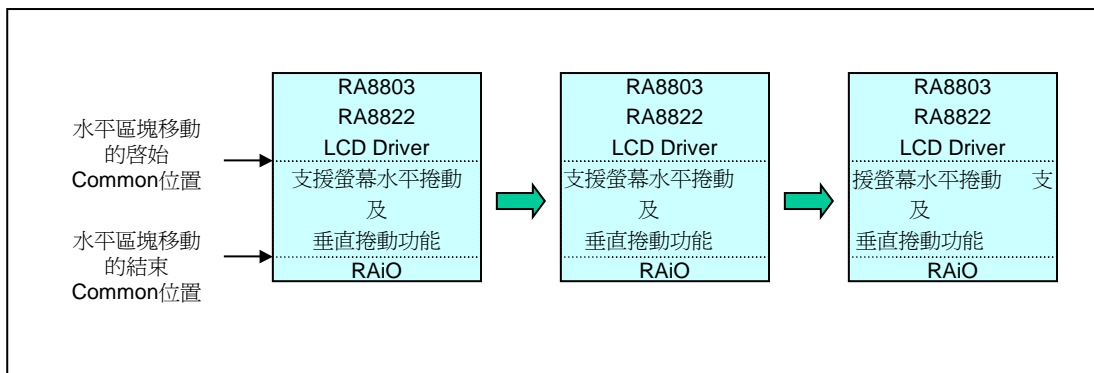 水平區塊移動
的啓始
Common位置
水平區塊移動
的結束
Common位置
RA8803
RA8822
LCD Driver
支援螢幕水平捲動
及
垂直捲動功能
RAiO
RA8803
RA8822
LCD Driver
支援螢幕水平捲動
及
垂直捲動功能
RAiO
RA8803
RA8822
LCD Driver
援螢幕水平捲動 支
及
垂直捲動功能
RAiO